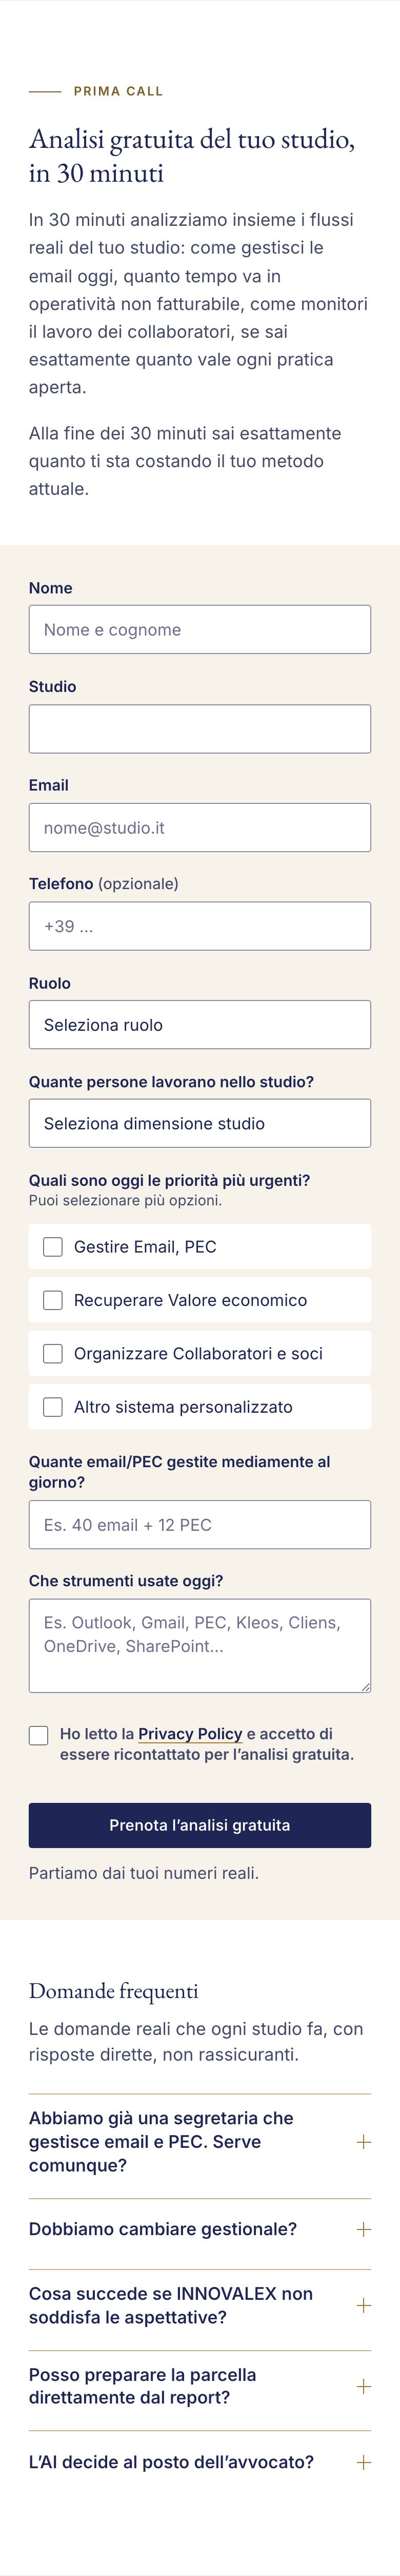 PRIMA CALL
Analisi gratuita del tuo studio,
in 30 minuti
In 30 minuti analizziamo insieme i flussi
reali del tuo studio: come gestisci le
email oggi, quanto tempo va in
operatività non fatturabile, come monitori
il lavoro dei collaboratori, se sai
esattamente quanto vale ogni pratica
aperta.
Alla fine dei 30 minuti sai esattamente
quanto ti sta costando il tuo metodo
attuale.
Nome
Nome e cognome
Studio
Email
nome@studio.it
Telefono (opzionale)
+39 ...
Ruolo
Seleziona ruolo
Quante persone lavorano nello studio?
Seleziona dimensione studio
Quali sono oggi le priorità più urgenti?
Puoi selezionare più opzioni.
Gestire Email, PEC
Recuperare Valore economico
Organizzare Collaboratori e soci
Altro sistema personalizzato
Quante email/PEC gestite mediamente al
giorno?
Es. 40 email + 12 PEC
Che strumenti usate oggi?
Es. Outlook, Gmail, PEC, Kleos, Cliens,
OneDrive, SharePoint...
Ho letto la Privacy Policy e accetto di
essere ricontattato per l’analisi gratuita.
Prenota l’analisi gratuita
Partiamo dai tuoi numeri reali.
Domande frequenti
Le domande reali che ogni studio fa, con
risposte dirette, non rassicuranti.
Abbiamo già una segretaria che
gestisce email e PEC. Serve
comunque?
Dobbiamo cambiare gestionale?
Cosa succede se INNOVALEX non
soddisfa le aspettative?
Posso preparare la parcella
direttamente dal report?
L’AI decide al posto dell’avvocato?